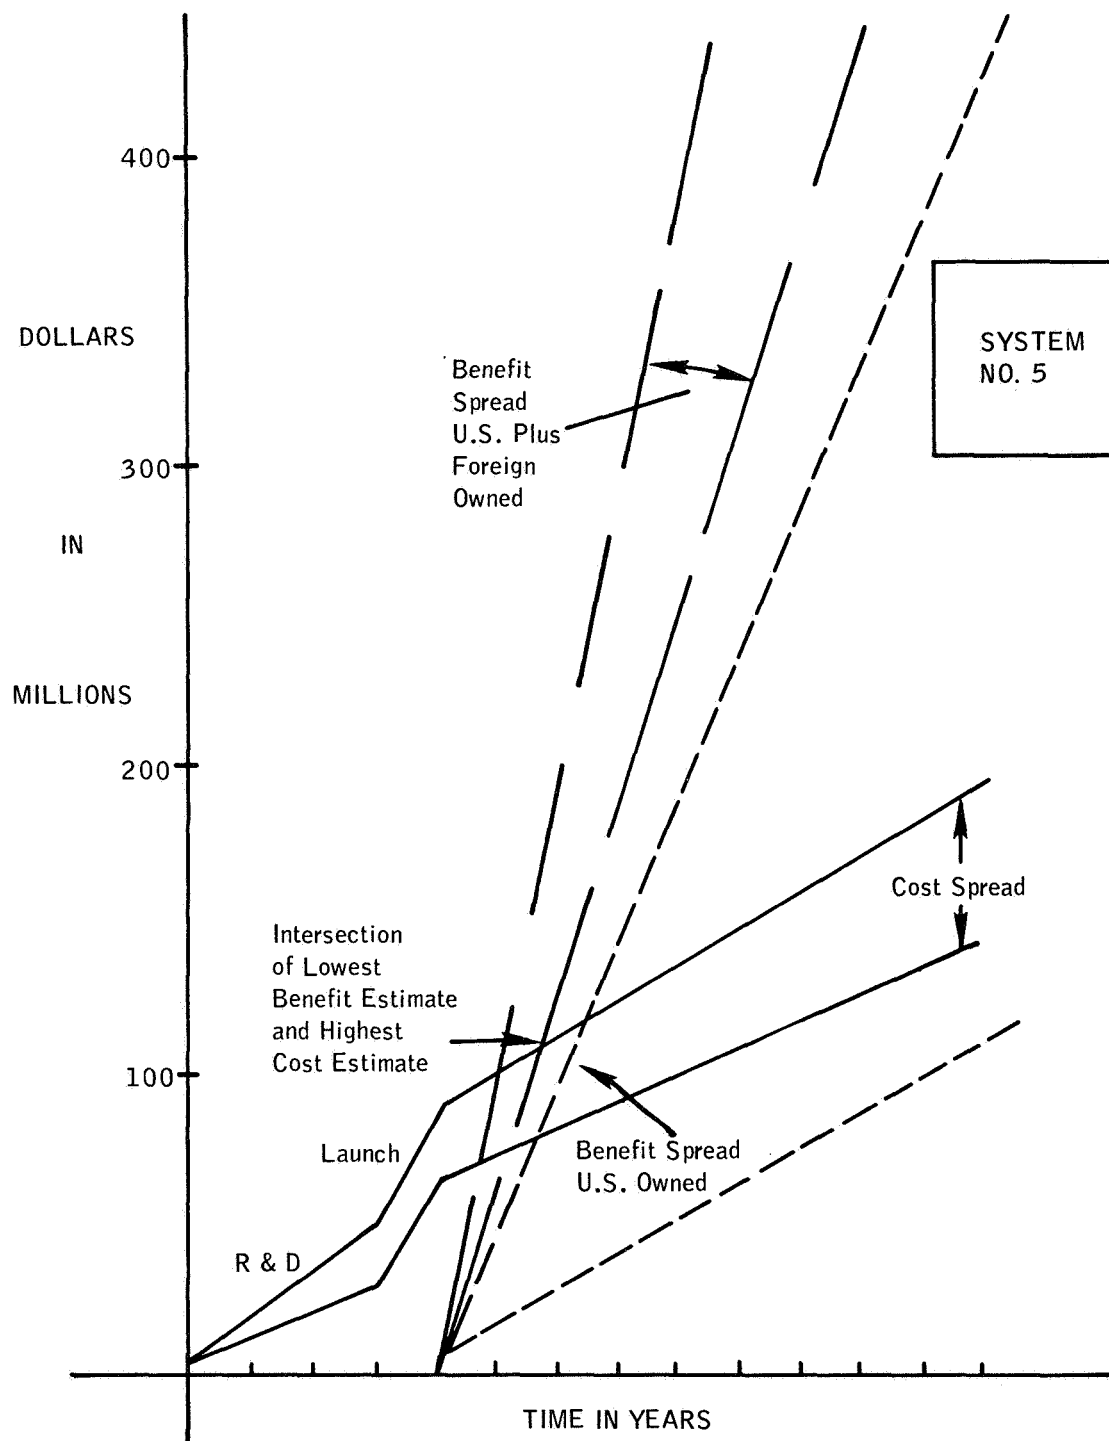 400
DOLLARS
SYSTEM
NO. 5
Benefit
Spread
U.S. Plus
Foreign
Owned
300
IN
MILLIONS
200
Cost Spread
Intersection
of Lowest
Benefit Estimate
and Highest
Cost Estimate
100
Launch
Benefit Spread
U.S. Owned
R & D
TIME IN YEARS